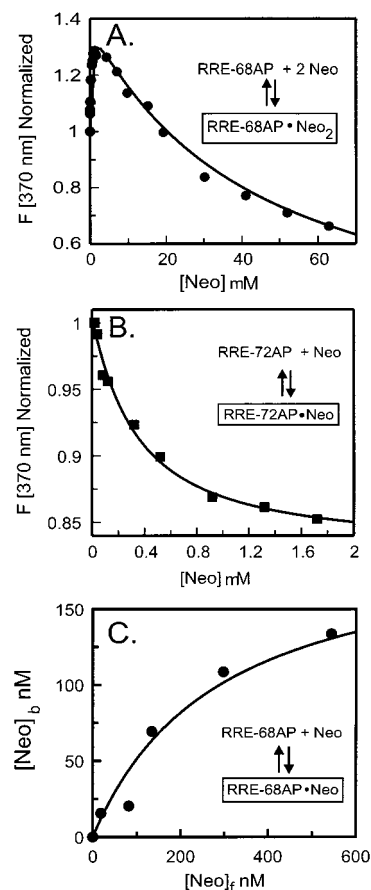 A.
F [370 nm] Normalized
1.4
1.2
1.0
0.8
0.6
RRE-68AP + 2 Neo
RRE-68AP • Neo₂
0 20 40 60
[Neo] mM
B.
F [370 nm] Normalized
1
0.95
0.9
0.85
RRE-72AP + Neo
RRE-72AP•Neo
0 0.4 0.8 1.2 1.6 2
[Neo] mM
C.
[Neo]b nM
150
100
50
0
RRE-68AP + Neo
RRE-68AP•Neo
0 200 400 600
[Neo]f nM